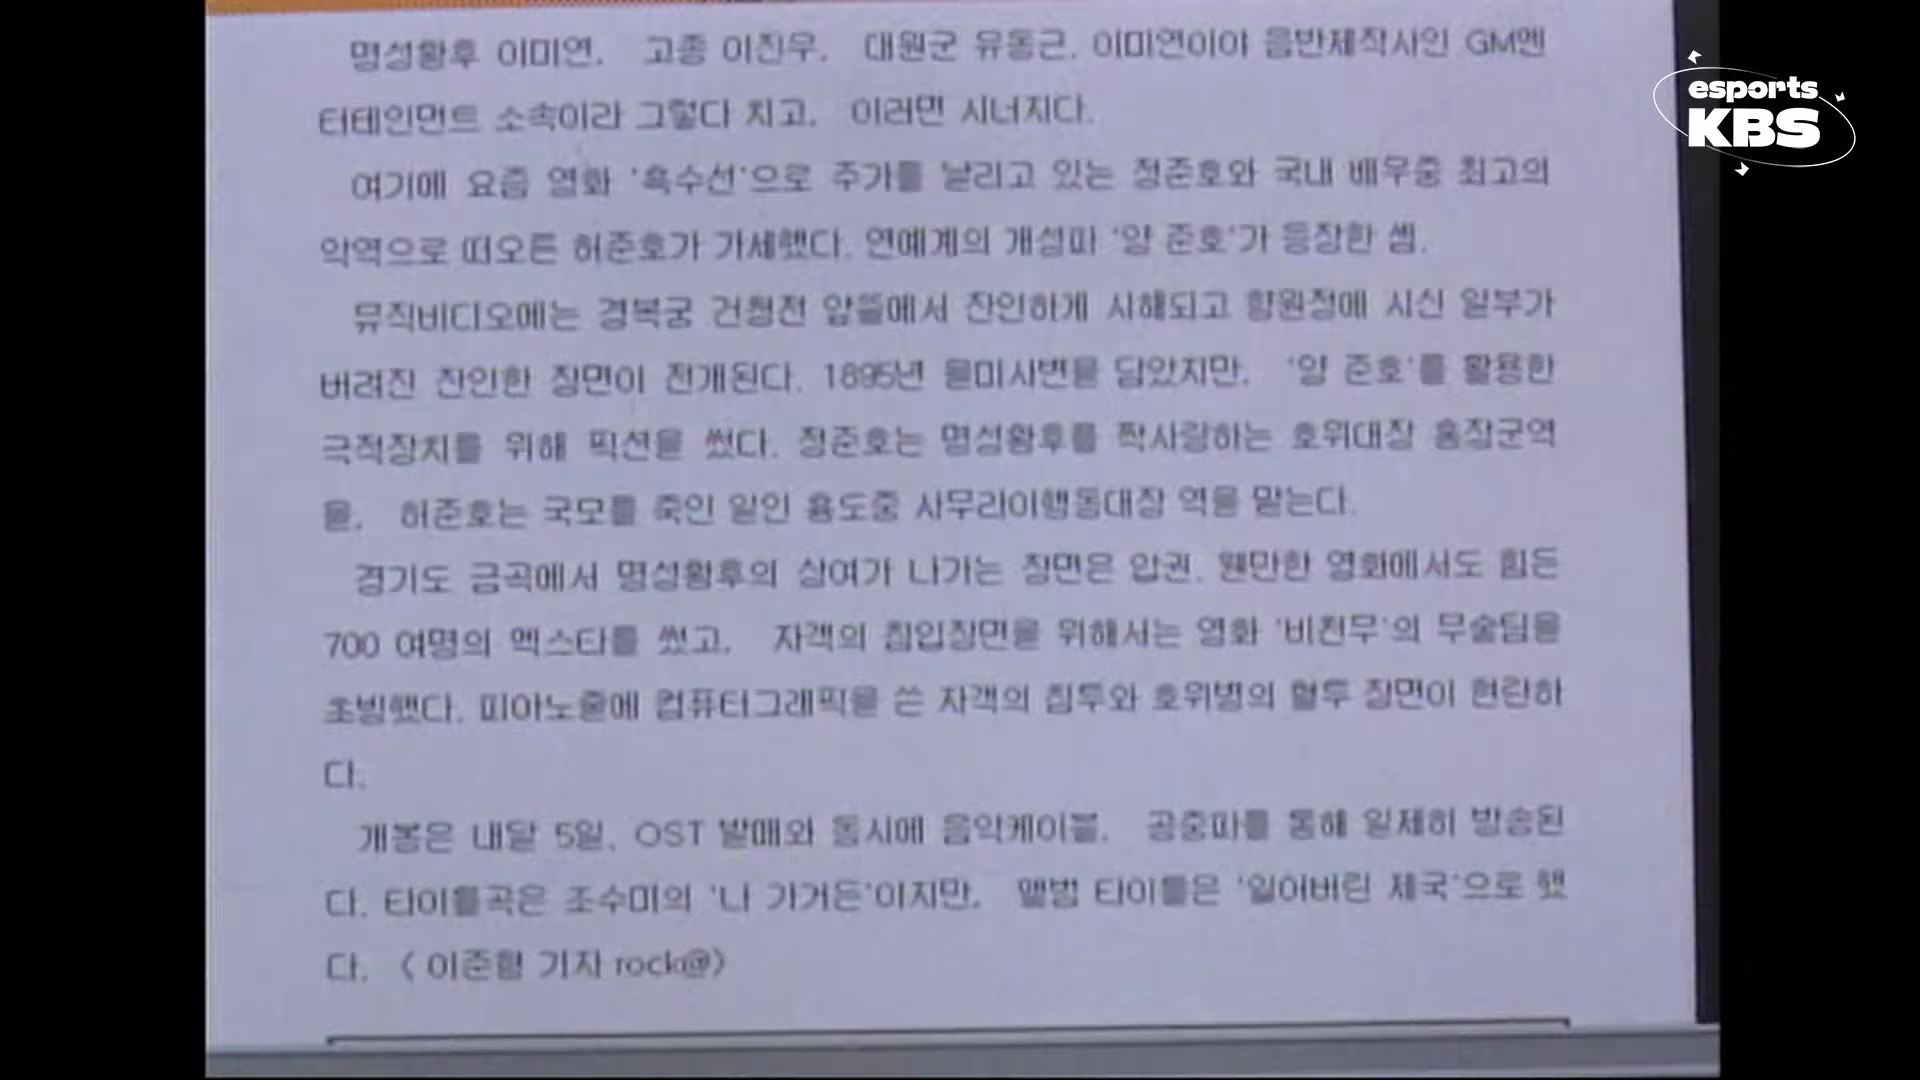 명성황후 이미연, 고종 이진우, 대원군 유동근. 이미연이야 음반제작사인 GM엔
터테인먼트 소속이라 그렇다 치고, 이러면 시너지다.
여기에 요즘 영화 '흑수선'으로 주가를 날리고 있는 정준호와 국내 배우중 최고의
악역으로 떠오른 허준호가 가세했다. 연예계의 개성파 '양 준호'가 등장한 셈.
뮤직비디오에는 경복궁 건청전 앞뜰에서 잔인하게 시해되고 향원정에 시신 일부가
버려진 잔인한 장면이 전개된다. 1895년 을미사변을 담았지만, '양 준호'를 활용한
극적장치를 위해 픽션을 썼다. 정준호는 명성황후를 짝사랑하는 호위대장 홍장군역
을, 허준호는 국모를 죽인 일인 흉도중 사무라이행동대장 역을 맡는다.
경기도 금곡에서 명성황후의 상여가 나가는 장면은 압권. 웬만한 영화에서도 힘든
700 여명의 엑스타를 썼고, 자객의 침입장면을 위해서는 영화 '비천무'의 무술팀을
초빙했다. 피아노줄에 컴퓨터그래픽을 쓴 자객의 침투와 호위병의 혈투 장면이 현란하
다.
개봉은 내달 5일, OST 발매와 동시에 음악케이블, 공중파를 통해 일제히 방송된
다. 타이틀곡은 조수미의 '나 가거든'이지만, 앨범 타이틀은 '잃어버린 제국'으로 했
다. < 이준형 기자 rock@>
esports
KBS